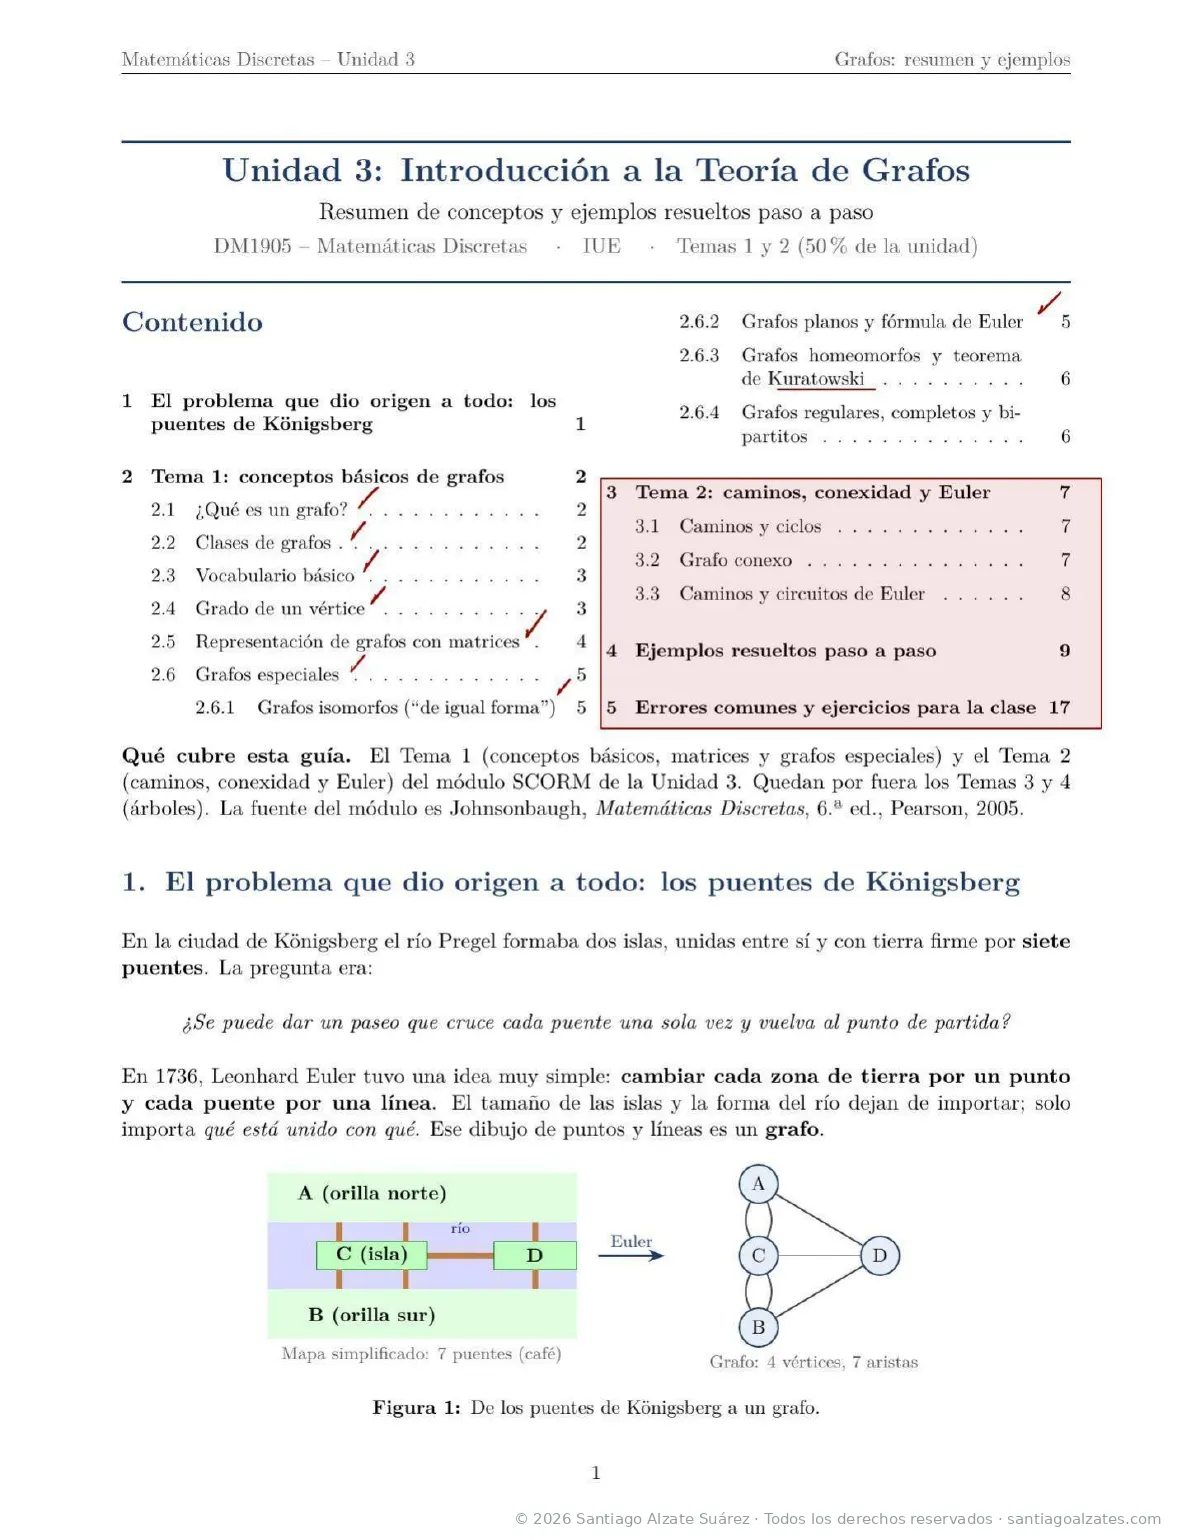 Matemáticas Discretas – Unidad 3
Grafos: resumen y ejemplos
Unidad 3: Introducción a la Teoría de Grafos
Resumen de conceptos y ejemplos resueltos paso a paso
DM1905 – Matemáticas Discretas · IUE · Temas 1 y 2 (50 % de la unidad)
Contenido
1 El problema que dio origen a todo: los
puentes de Königsberg 1
2 Tema 1: conceptos básicos de grafos 2
2.1 ¿Qué es un grafo? . . . . . . . . . . . . 2
2.2 Clases de grafos . . . . . . . . . . . . . . 2
2.3 Vocabulario básico . . . . . . . . . . . . 3
2.4 Grado de un vértice . . . . . . . . . . . 3
2.5 Representación de grafos con matrices . 4
2.6 Grafos especiales . . . . . . . . . . . . . 5
2.6.1 Grafos isomorfos (“de igual forma”) 5
2.6.2 Grafos planos y fórmula de Euler 5
2.6.3 Grafos homeomorfos y teorema
de Kuratowski . . . . . . . . . . 6
2.6.4 Grafos regulares, completos y bi-
partitos . . . . . . . . . . . . . . 6
3 Tema 2: caminos, conexidad y Euler 7
3.1 Caminos y ciclos . . . . . . . . . . . . . 7
3.2 Grafo conexo . . . . . . . . . . . . . . . 7
3.3 Caminos y circuitos de Euler . . . . . . 8
4 Ejemplos resueltos paso a paso 9
5 Errores comunes y ejercicios para la clase 17
Qué cubre esta guía. El Tema 1 (conceptos básicos, matrices y grafos especiales) y el Tema 2
(caminos, conexidad y Euler) del módulo SCORM de la Unidad 3. Quedan por fuera los Temas 3 y 4
(árboles). La fuente del módulo es Johnsonbaugh, Matemáticas Discretas, 6.ª ed., Pearson, 2005.
1. El problema que dio origen a todo: los puentes de Königsberg
En la ciudad de Königsberg el río Pregel formaba dos islas, unidas entre sí y con tierra firme por siete
puentes. La pregunta era:
¿Se puede dar un paseo que cruce cada puente una sola vez y vuelva al punto de partida?
En 1736, Leonhard Euler tuvo una idea muy simple: cambiar cada zona de tierra por un punto
y cada puente por una línea. El tamaño de las islas y la forma del río dejan de importar; solo
importa qué está unido con qué. Ese dibujo de puntos y líneas es un grafo.
A (orilla norte)
río
C (isla)
D
B (orilla sur)
Mapa simplificado: 7 puentes (café)
Euler
A
C
D
B
Grafo: 4 vértices, 7 aristas
Figura 1: De los puentes de Königsberg a un grafo.
1
© 2026 Santiago Alzate Suárez · Todos los derechos reservados · santiagoalzates.com